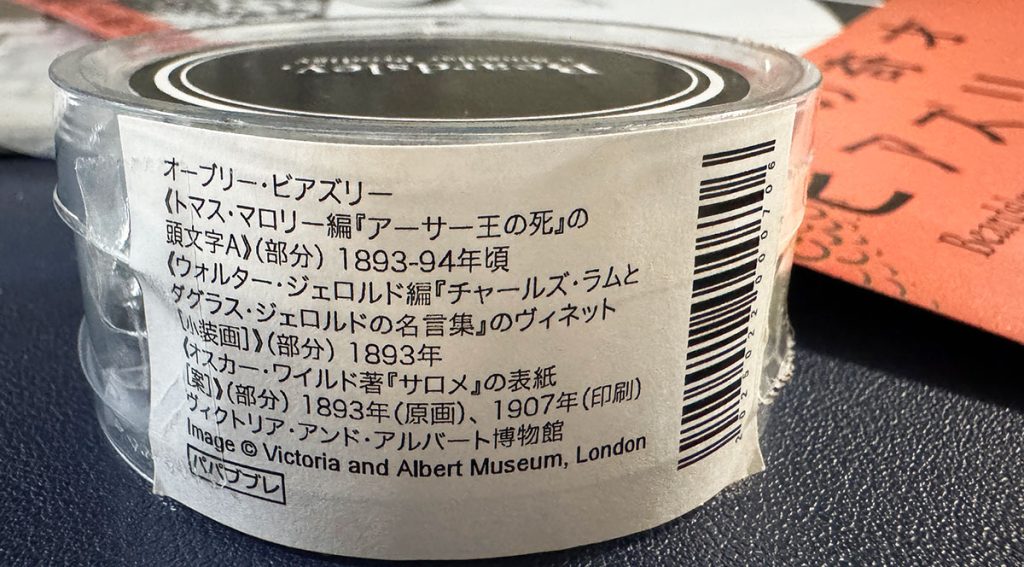 Beardsley
オーブリー・ビアズリー
《トマス・マロリー編『アーサー王の死』の
頭文字A》(部分) 1893-94年頃
《ウォルター・ジェロルド編『チャールズ・ラムと
ダグラス・ジェロルドの名言集』のヴィネット
[小装画]》(部分) 1893年
《オスカー・ワイルド著『サロメ』の表紙
[案]》(部分) 1893年(原画)、1907年(印刷)
ヴィクトリア・アンド・アルバート博物館
Image © Victoria and Albert Museum, London
パパブブレ